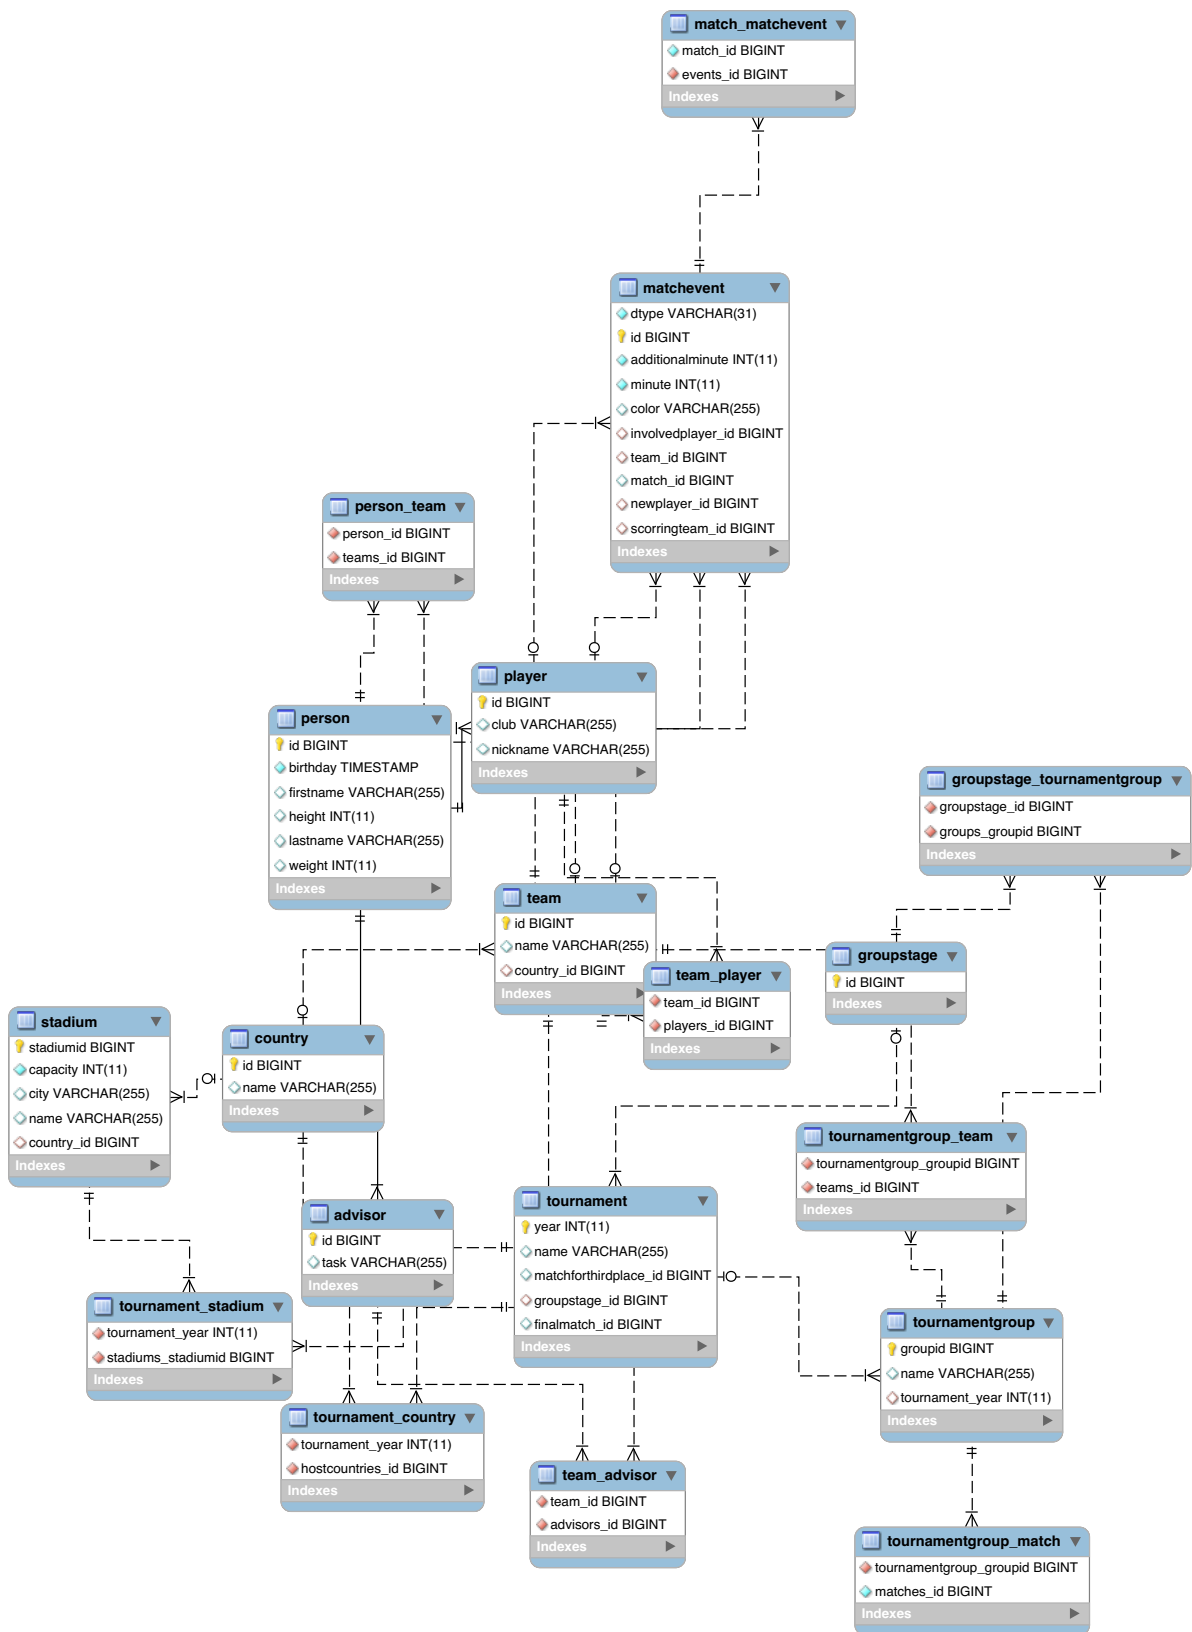 match_matchevent
match_id BIGINT
events_id BIGINT
Indexes
matchevent
dtype VARCHAR(31)
id BIGINT
additionalminute INT(11)
minute INT(11)
color VARCHAR(255)
involvedplayer_id BIGINT
team_id BIGINT
match_id BIGINT
newplayer_id BIGINT
scorringteam_id BIGINT
Indexes
person_team
person_id BIGINT
teams_id BIGINT
Indexes
player
id BIGINT
club VARCHAR(255)
nickname VARCHAR(255)
Indexes
person
id BIGINT
birthday TIMESTAMP
firstname VARCHAR(255)
height INT(11)
lastname VARCHAR(255)
weight INT(11)
Indexes
groupstage_tournamentgroup
groupstage_id BIGINT
groups_groupid BIGINT
Indexes
team
id BIGINT
name VARCHAR(255)
country_id BIGINT
Indexes
team_player
team_id BIGINT
players_id BIGINT
Indexes
groupstage
id BIGINT
Indexes
stadium
stadiumid BIGINT
capacity INT(11)
city VARCHAR(255)
name VARCHAR(255)
country_id BIGINT
Indexes
country
id BIGINT
name VARCHAR(255)
Indexes
tournamentgroup_team
tournamentgroup_groupid BIGINT
teams_id BIGINT
Indexes
advisor
id BIGINT
task VARCHAR(255)
Indexes
tournament
year INT(11)
name VARCHAR(255)
matchforthirdplace_id BIGINT
groupstage_id BIGINT
finalmatch_id BIGINT
Indexes
tournament_stadium
tournament_year INT(11)
stadiums_stadiumid BIGINT
Indexes
tournamentgroup
groupid BIGINT
name VARCHAR(255)
tournament_year INT(11)
Indexes
tournament_country
tournament_year INT(11)
hostcountries_id BIGINT
Indexes
team_advisor
team_id BIGINT
advisors_id BIGINT
Indexes
tournamentgroup_match
tournamentgroup_groupid BIGINT
matches_id BIGINT
Indexes